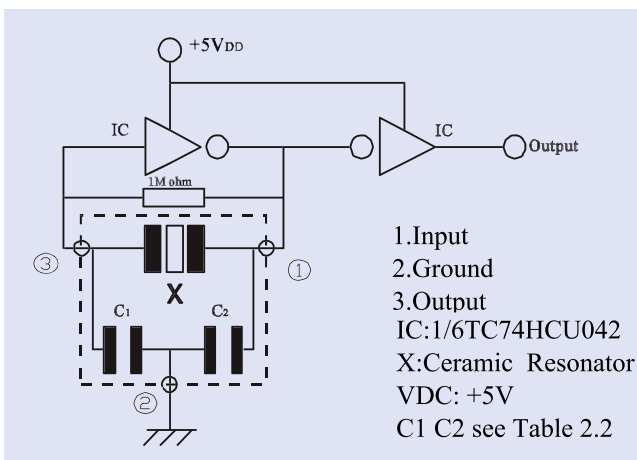 +5VDD
IC
IC
Output
1M ohm
③
①
X
C1
C2
②
1.Input
2.Ground
3.Output
IC:1/6TC74HCU042
X:Ceramic Resonator
VDC: +5V
C1 C2 see Table 2.2